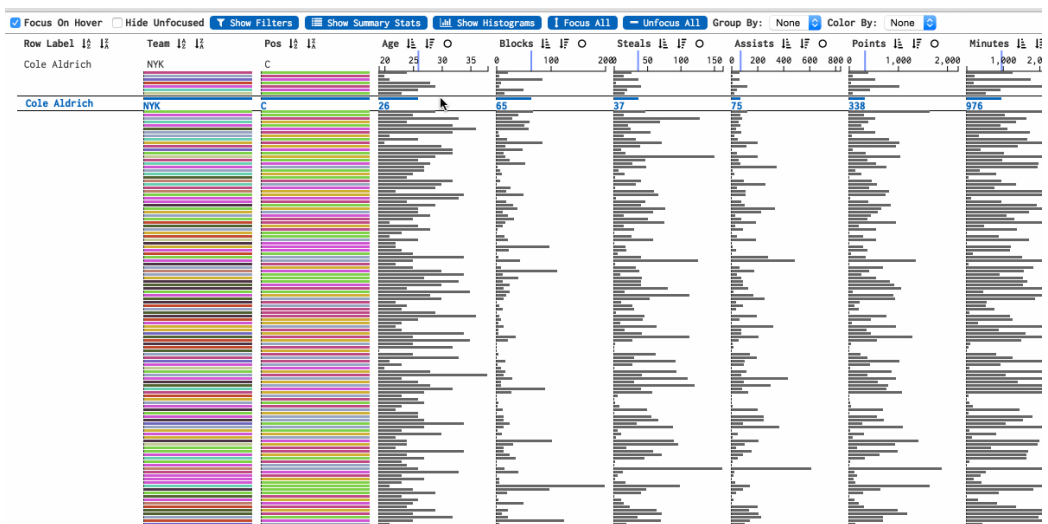 Focus On Hover Hide Unfocused Show Filters Show Summary Stats Show Histograms Focus All Unfocus All Group By: None Color By: None
Row Label Team Pos Age Blocks Steals Assists Points Minutes
Cole Aldrich NYK C 20 25 30 35 0 100 200 50 100 150 0 200 400 600 800 0 1,000 2,000 1,000 2,
Cole Aldrich NYK C 26 65 37 75 338 976